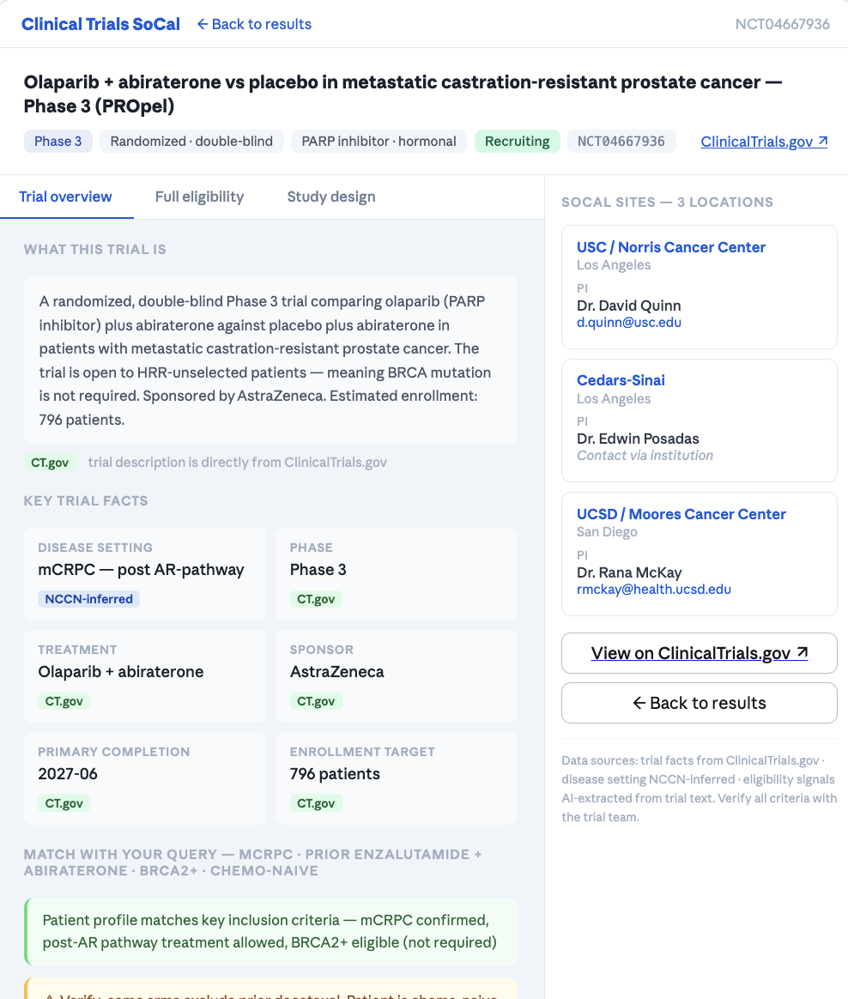 Clinical Trials SoCal ← Back to results NCT04667936
Olaparib + abiraterone vs placebo in metastatic castration-resistant prostate cancer —
Phase 3 (PROpel)
Phase 3 Randomized · double-blind PARP inhibitor · hormonal Recruiting NCT04667936 ClinicalTrials.gov ↗
Trial overview Full eligibility Study design
WHAT THIS TRIAL IS
A randomized, double-blind Phase 3 trial comparing olaparib (PARP
inhibitor) plus abiraterone against placebo plus abiraterone in
patients with metastatic castration-resistant prostate cancer. The
trial is open to HRR-unselected patients — meaning BRCA mutation
is not required. Sponsored by AstraZeneca. Estimated enrollment:
796 patients.
CT.gov trial description is directly from ClinicalTrials.gov
KEY TRIAL FACTS
DISEASE SETTING
mCRPC — post AR-pathway
NCCN-inferred
PHASE
Phase 3
CT.gov
TREATMENT
Olaparib + abiraterone
CT.gov
SPONSOR
AstraZeneca
CT.gov
PRIMARY COMPLETION
2027-06
CT.gov
ENROLLMENT TARGET
796 patients
CT.gov
MATCH WITH YOUR QUERY — MCRPC · PRIOR ENZALUTAMIDE +
ABIRATERONE · BRCA2+ · CHEMO-NAIVE
Patient profile matches key inclusion criteria — mCRPC confirmed,
post-AR pathway treatment allowed, BRCA2+ eligible (not required)
⚠ Verify: some arms exclude prior docetaxel. Patient is chemo-naive
SOCAL SITES — 3 LOCATIONS
USC / Norris Cancer Center
Los Angeles
PI
Dr. David Quinn
d.quinn@usc.edu
Cedars-Sinai
Los Angeles
PI
Dr. Edwin Posadas
Contact via institution
UCSD / Moores Cancer Center
San Diego
PI
Dr. Rana McKay
rmckay@health.ucsd.edu
View on ClinicalTrials.gov ↗
← Back to results
Data sources: trial facts from ClinicalTrials.gov ·
disease setting NCCN-inferred · eligibility signals
AI-extracted from trial text. Verify all criteria with
the trial team.